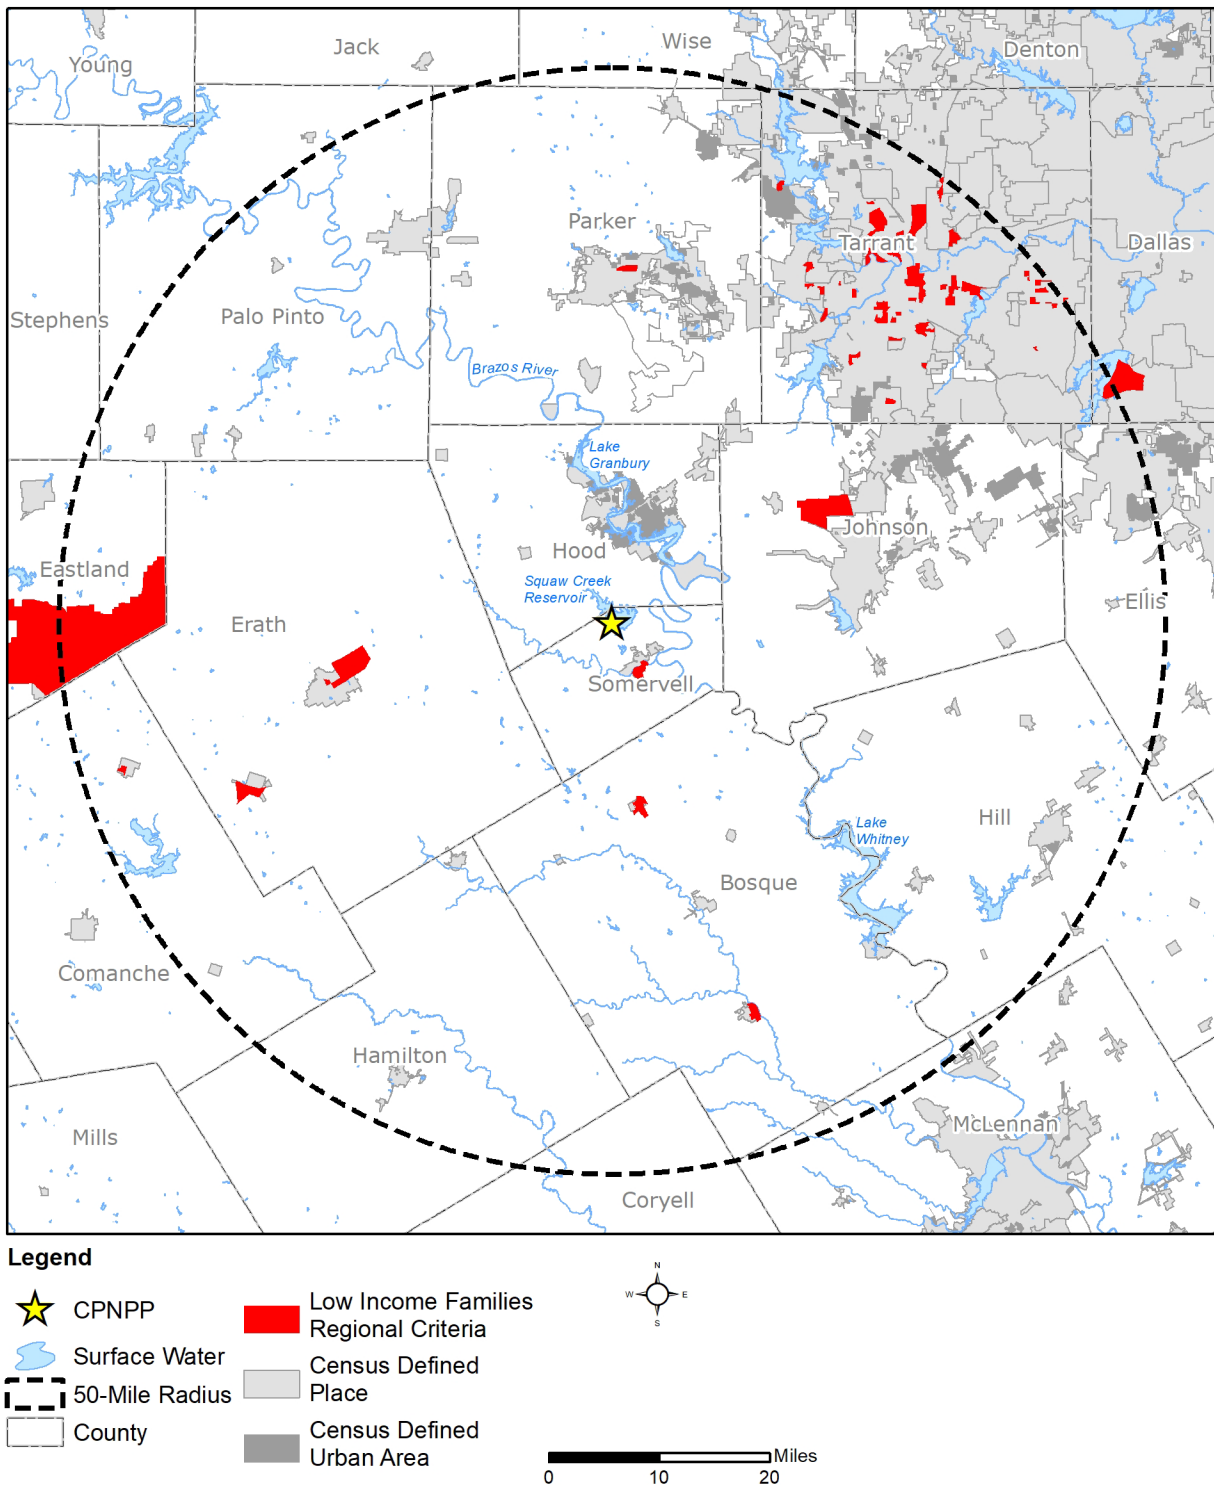 Jack
Wise
Denton
Young
Parker
Tarrant
Dallas
Stephens
Palo Pinto
Brazos River
Lake
Granbury
Johnson
Hood
Eastland
Squaw Creek
Reservoir
Ellis
Erath
Somervell
Lake
Whitney
Hill
Bosque
Comanche
Hamilton
McLennan
Mills
Coryell
Legend
CPNPP
Surface Water
50-Mile Radius
County
Low Income Families
Regional Criteria
Census Defined
Place
Census Defined
Urban Area
N
W E
S
Miles
0 10 20